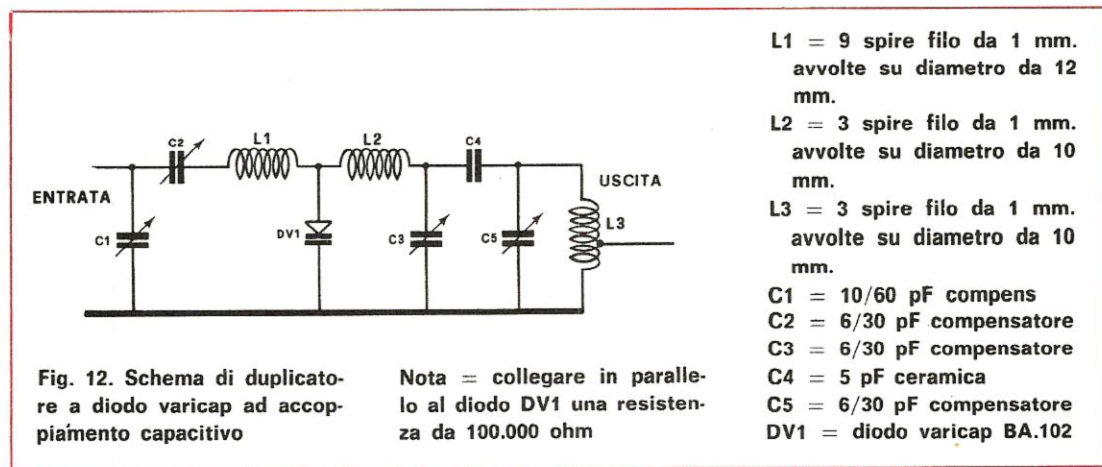 C2
L1
L2
C4
ENTRATA
USCITA
C1
DV1
C3
C5
L3
Fig. 12. Schema di duplicato-
re a diodo varicap ad accop-
piamento capacitivo
Nota = collegare in paralle-
lo al diodo DV1 una resisten-
za da 100.000 ohm
L1 = 9 spire filo da 1 mm.
avvolte su diametro da 12
mm.
L2 = 3 spire filo da 1 mm.
avvolte su diametro da 10
mm.
L3 = 3 spire filo da 1 mm.
avvolte su diametro da 10
mm.
C1 = 10/60 pF compens
C2 = 6/30 pF compensatore
C3 = 6/30 pF compensatore
C4 = 5 pF ceramica
C5 = 6/30 pF compensatore
DV1 = diodo varicap BA.102